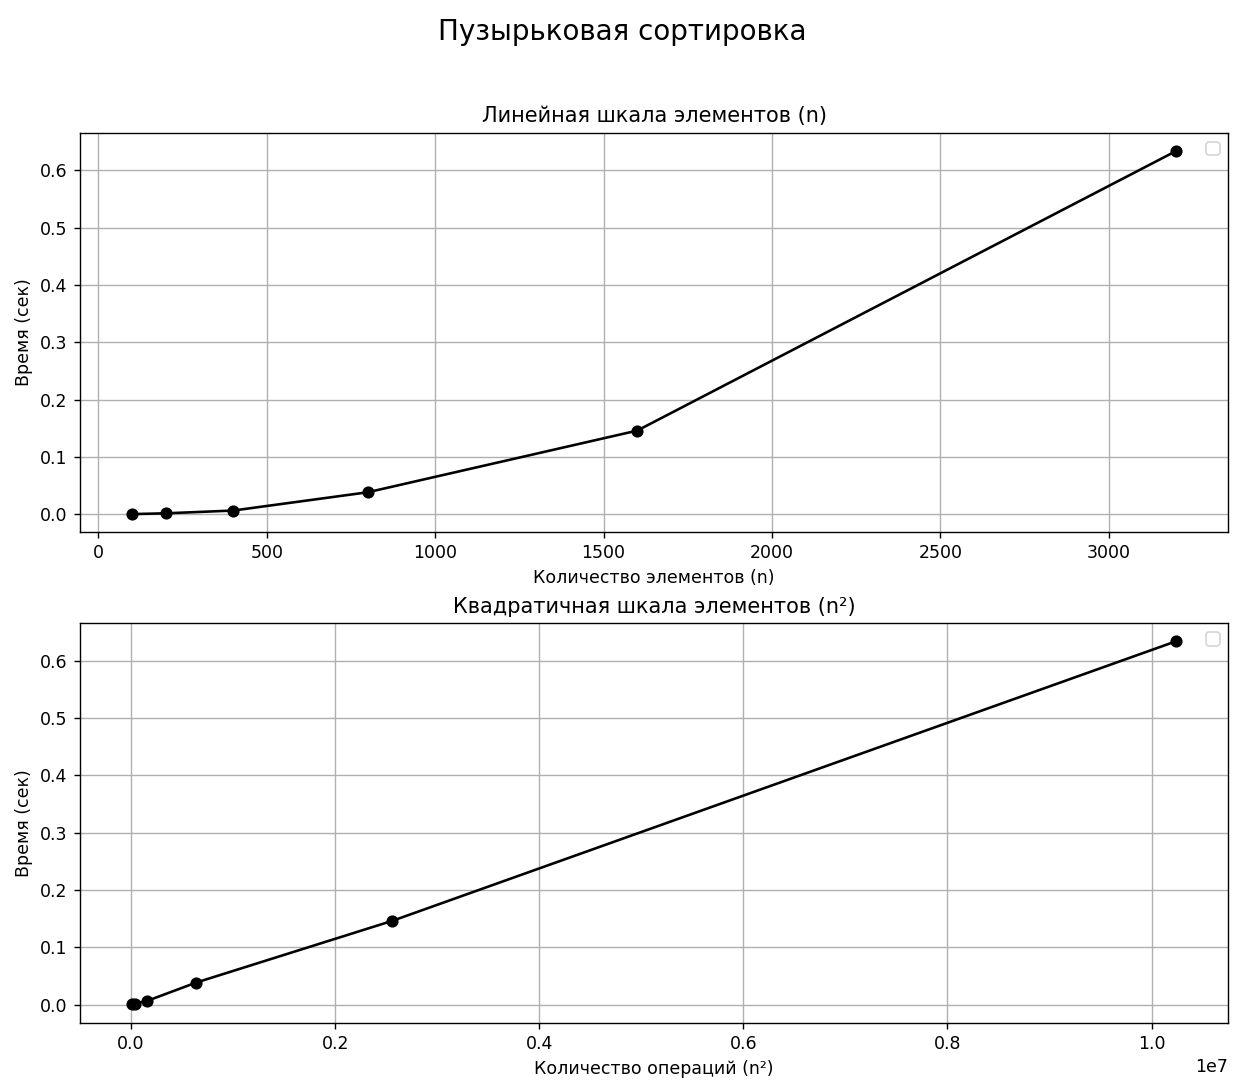 Пузырьковая сортировка
Линейная шкала элементов (n)
0.6
0.5
0.4
0.3
0.2
0.1
0.0
Время (сек)
0 500 1000 1500 2000 2500 3000
Количество элементов (n)
Квадратичная шкала элементов (n²)
0.6
0.5
0.4
0.3
0.2
0.1
0.0
Время (сек)
0.0 0.2 0.4 0.6 0.8 1.0
1e7
Количество операций (n²)